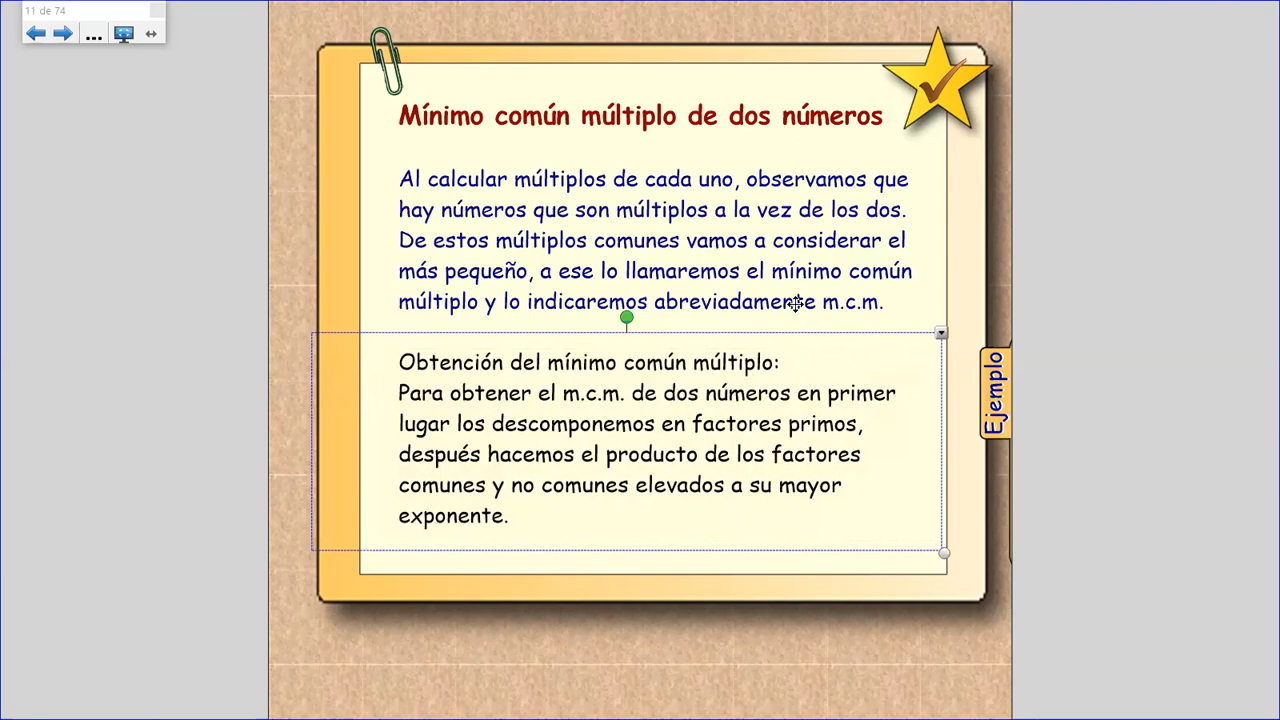 11 de 74
...
Mínimo común múltiplo de dos números
Al calcular múltiplos de cada uno, observamos que
hay números que son múltiplos a la vez de los dos.
De estos múltiplos comunes vamos a considerar el
más pequeño, a ese lo llamaremos el mínimo común
múltiplo y lo indicaremos abreviadamente m.c.m.
Obtención del mínimo común múltiplo:
Para obtener el m.c.m. de dos números en primer
lugar los descomponemos en factores primos,
después hacemos el producto de los factores
comunes y no comunes elevados a su mayor
exponente.
Ejemplo